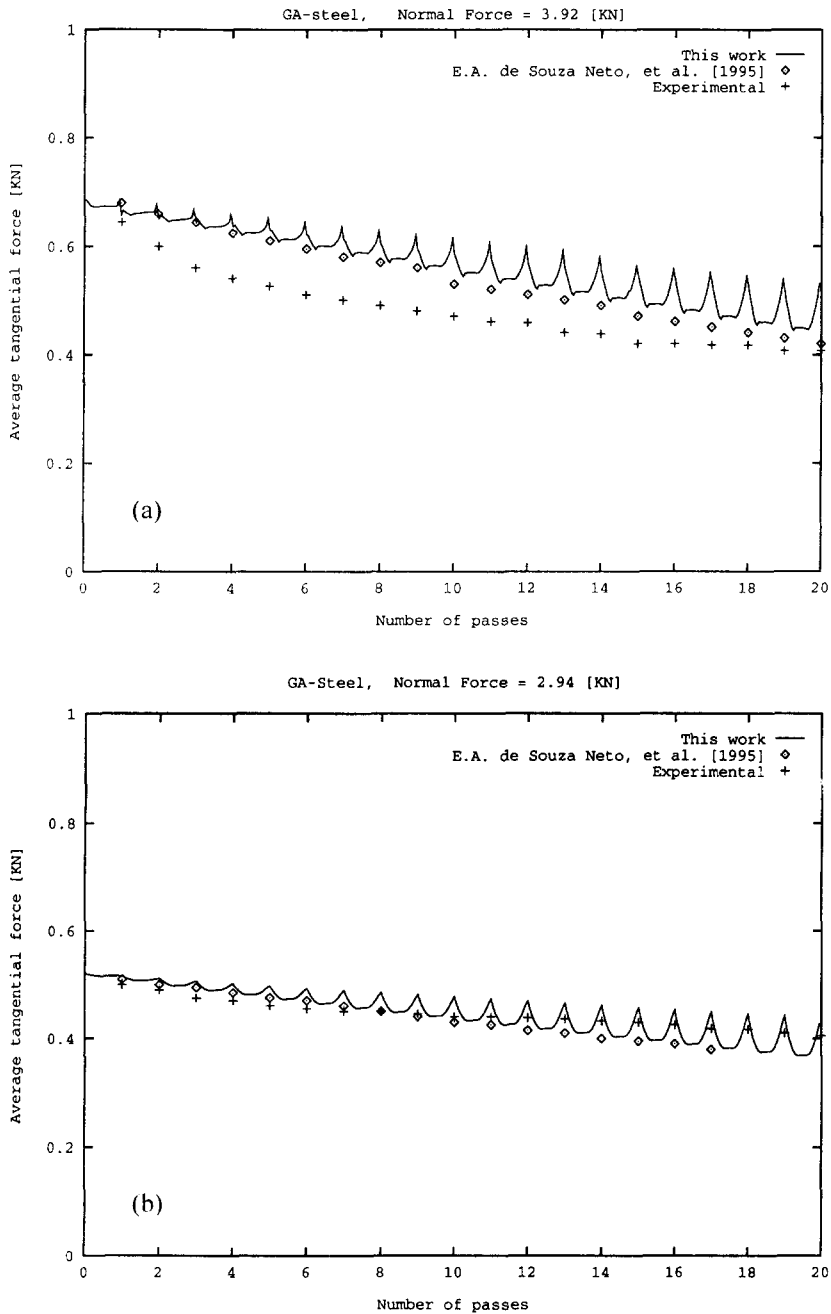 GA-steel, Normal Force = 3.92 [KN]
1
This work
E.A. de Souza Neto, et al. [1995]
Experimental
0.8
0.6
0.4
0.2
0
Average tangential force [KN]
(a)
0 2 4 6 8 10 12 14 16 18 20
Number of passes
GA-Steel, Normal Force = 2.94 [KN]
1
This work
E.A. de Souza Neto, et al. [1995]
Experimental
0.8
0.6
0.4
0.2
0
Average tangential force [KN]
(b)
0 2 4 6 8 10 12 14 16 18 20
Number of passes